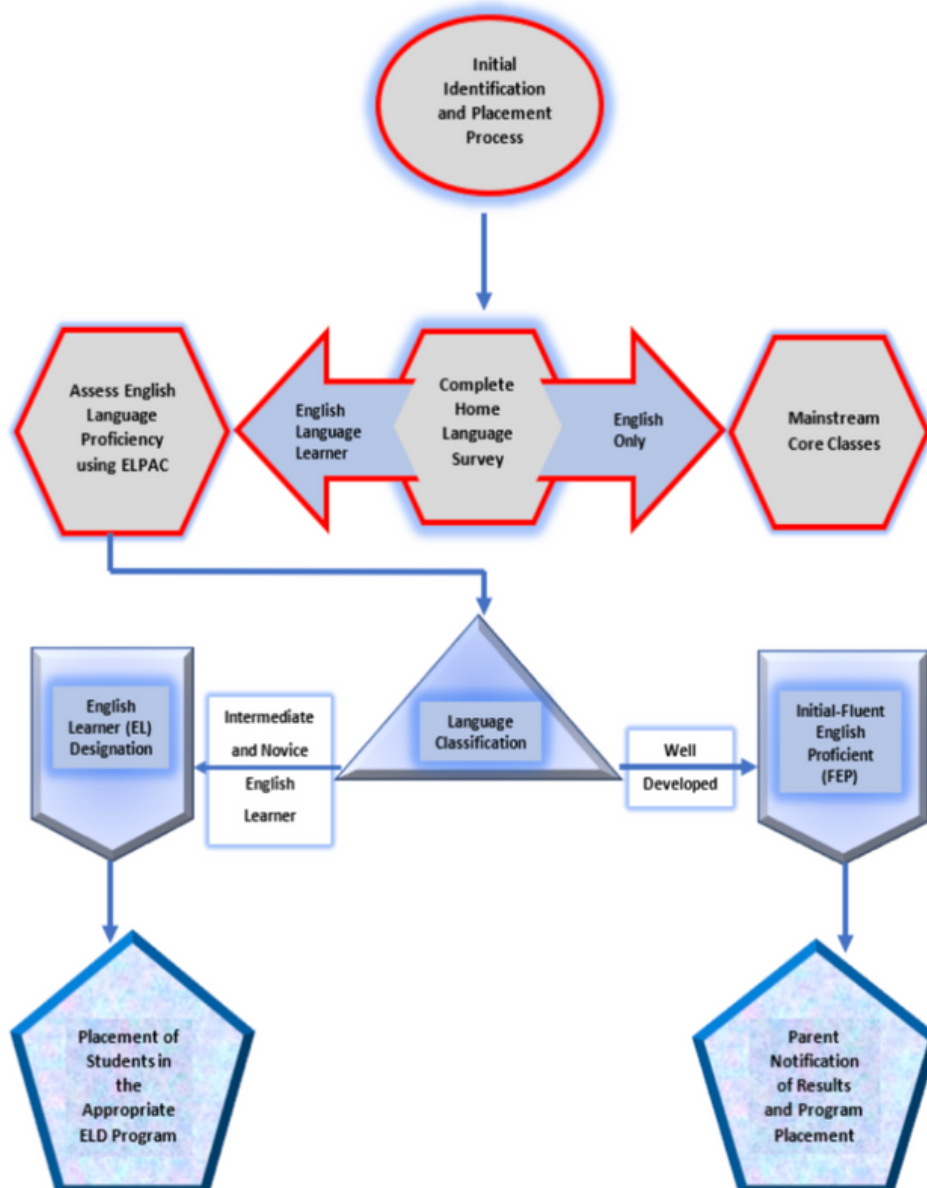 Initial
Identification
and Placement
Process
Assess English
Language
Proficiency
using ELPAC
English
Language
Learner
Complete
Home
Language
Survey
English
Only
Mainstream
Core Classes
English
Learner (EL)
Designation
Intermediate
and Novice
English
Learner
Language
Classification
Well
Developed
Initial-Fluent
English
Proficient
(FEP)
Placement of
Students in
the
Appropriate
ELD Program
Parent
Notification
of Results
and Program
Placement